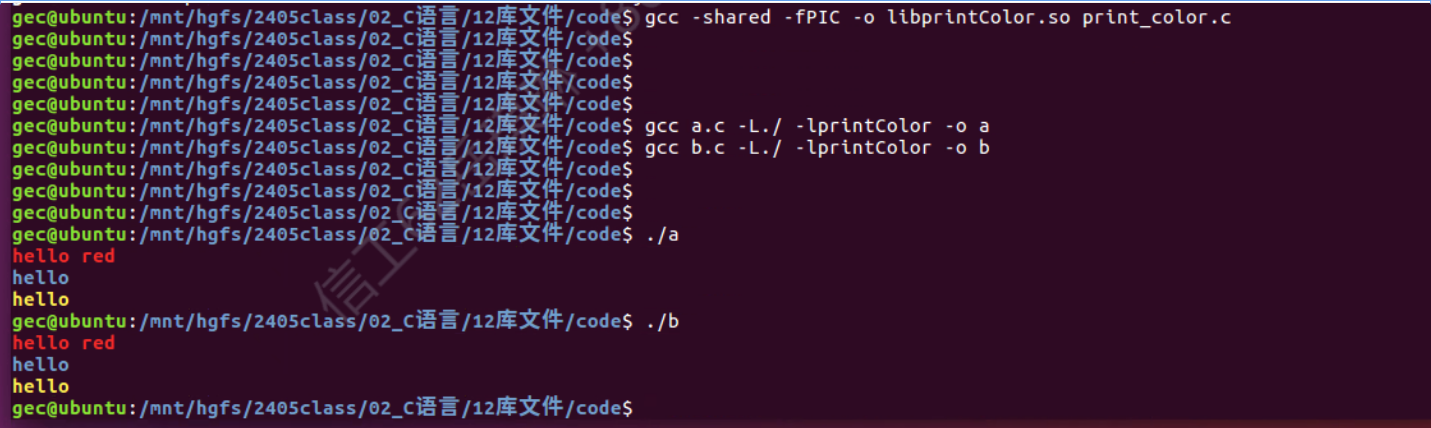 gec@ubuntu:/mnt/hgfs/2405class/02_C语言/12库文件/code$ gcc -shared -fPIC -o libprintColor.so print_color.c
gec@ubuntu:/mnt/hgfs/2405class/02_C语言/12库文件/code$
gec@ubuntu:/mnt/hgfs/2405class/02_C语言/12库文件/code$
gec@ubuntu:/mnt/hgfs/2405class/02_C语言/12库文件/code$
gec@ubuntu:/mnt/hgfs/2405class/02_C语言/12库文件/code$
gec@ubuntu:/mnt/hgfs/2405class/02_C语言/12库文件/code$ gcc a.c -L./ -lprintColor -o a
gec@ubuntu:/mnt/hgfs/2405class/02_C语言/12库文件/code$ gcc b.c -L./ -lprintColor -o b
gec@ubuntu:/mnt/hgfs/2405class/02_C语言/12库文件/code$
gec@ubuntu:/mnt/hgfs/2405class/02_C语言/12库文件/code$
gec@ubuntu:/mnt/hgfs/2405class/02_C语言/12库文件/code$
gec@ubuntu:/mnt/hgfs/2405class/02_C语言/12库文件/code$ ./a
hello red
hello
hello
gec@ubuntu:/mnt/hgfs/2405class/02_C语言/12库文件/code$ ./b
hello red
hello
hello
gec@ubuntu:/mnt/hgfs/2405class/02_C语言/12库文件/code$
信工